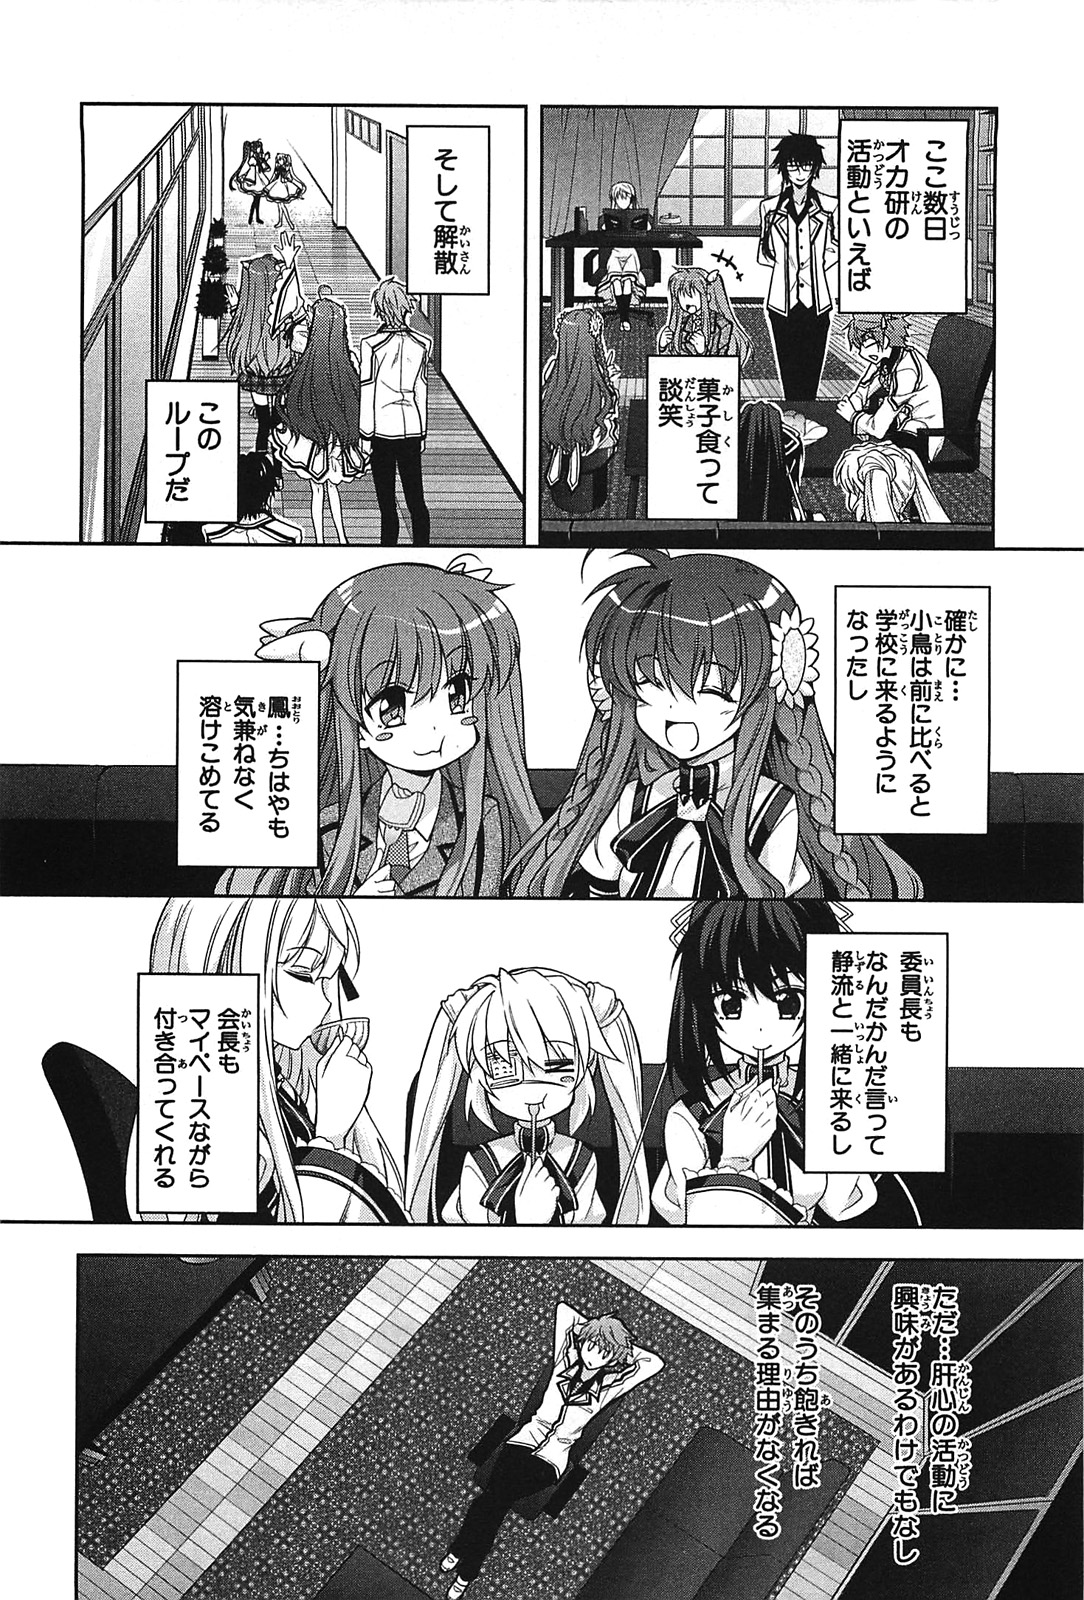 ここ数日
オカ研の
活動といえば
菓子食って
談笑
そして解散
この
ループだ
確かに…
小鳥は前に比べると
学校に来るように
なったし
鳳…ちはやも
気兼ねなく
溶けこめてる
委員長も
なんだかんだ言って
静流と一緒に来るし
会長も
マイペースながら
付き合ってくれる
ただ…肝心の活動に
興味があるわけでもなし
そのうち飽きれば
集まる理由がなくなる